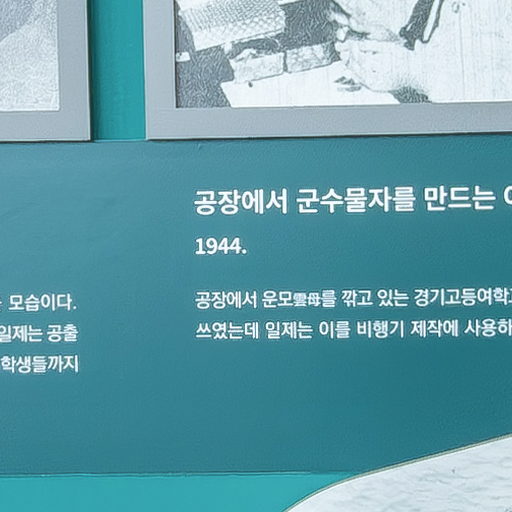 모습이다.
일제는 공출
학생들까지
공장에서 군수물자를 만드는
1944.
공장에서 운모雲母를 깎고 있는 경기고등여학교
쓰였는데 일제는 이를 비행기 제작에 사용하